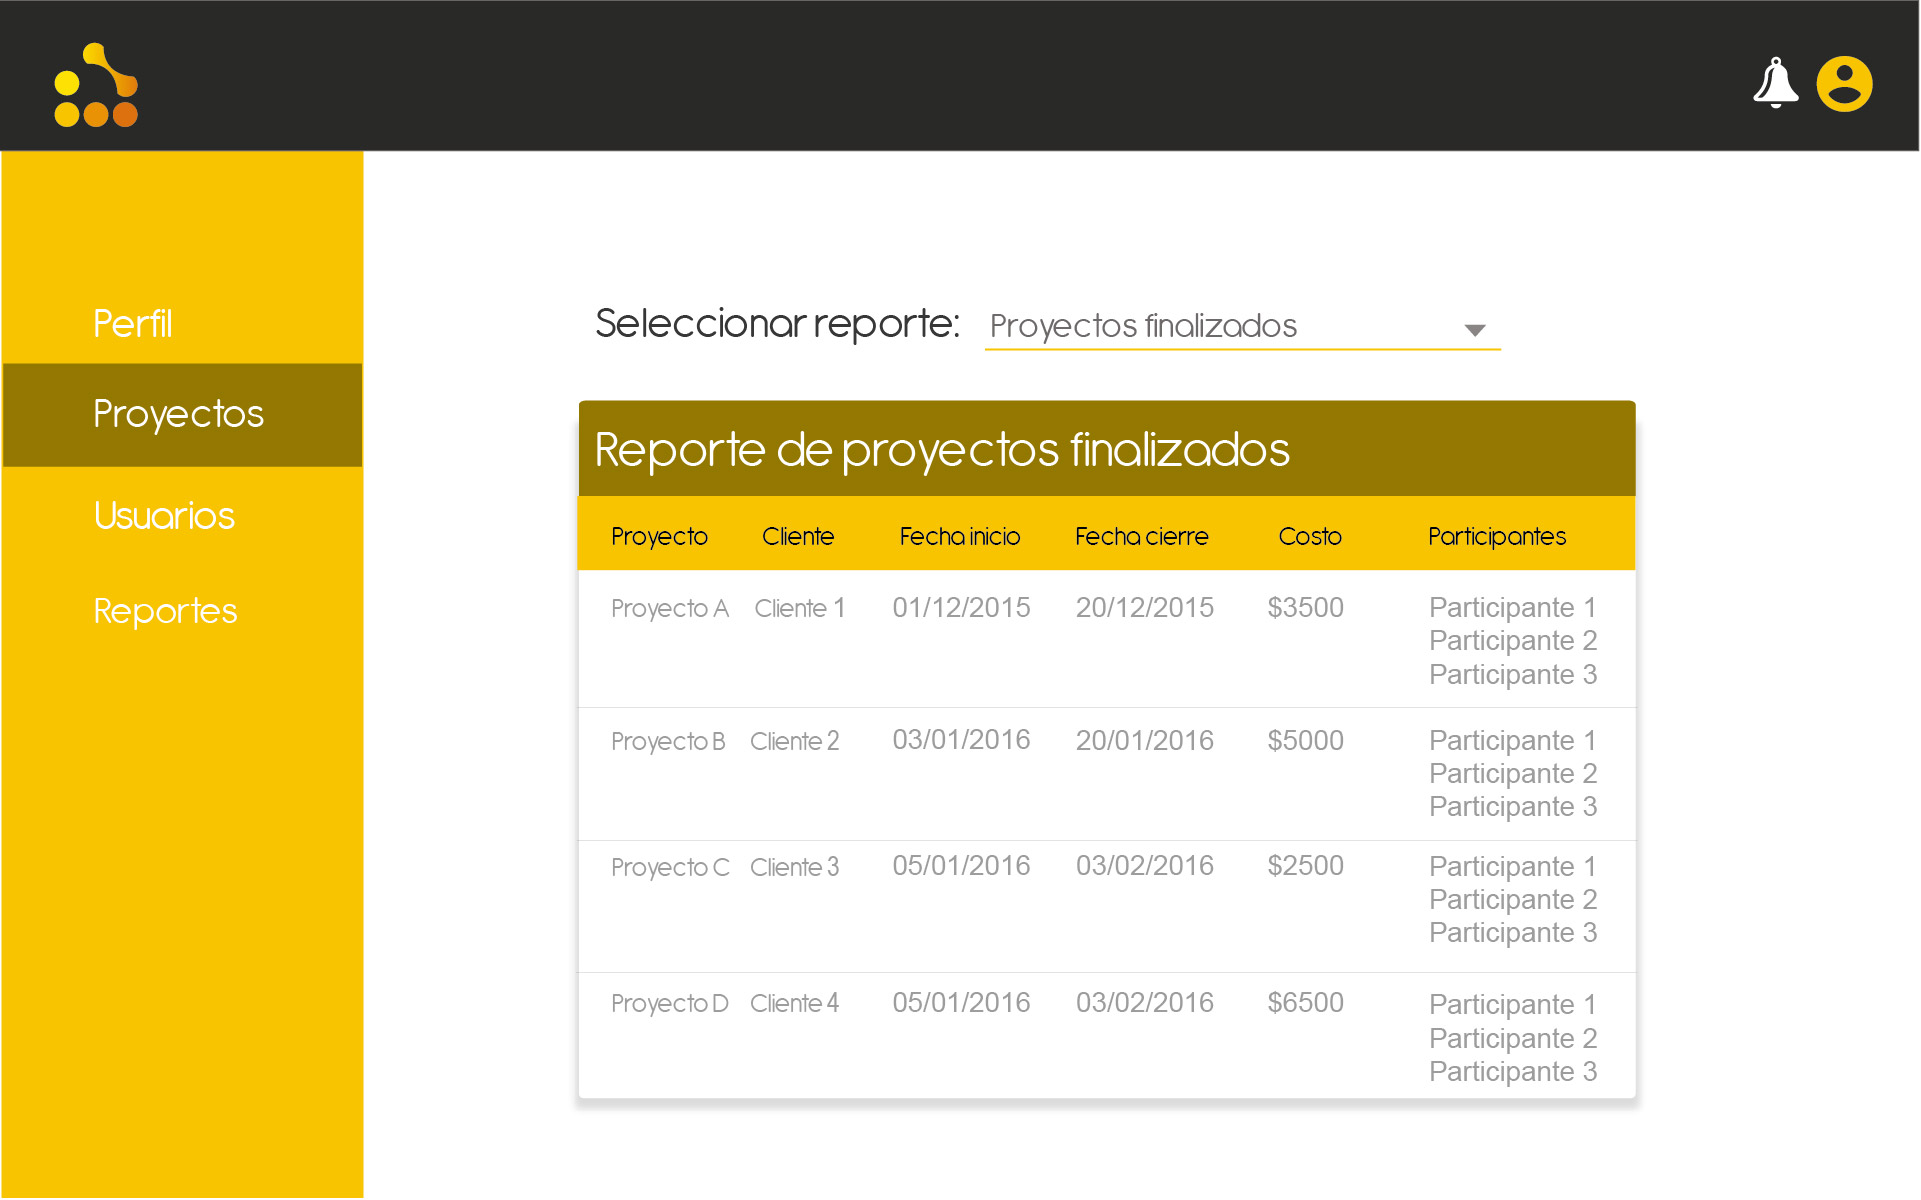 Perfil
Proyectos
Usuarios
Reportes
Seleccionar reporte: Proyectos finalizados
Reporte de proyectos finalizados
Proyecto Cliente Fecha inicio Fecha cierre Costo Participantes
Proyecto A Cliente 1 01/12/2015 20/12/2015 $3500 Participante 1
Participante 2
Participante 3
Proyecto B Cliente 2 03/01/2016 20/01/2016 $5000 Participante 1
Participante 2
Participante 3
Proyecto C Cliente 3 05/01/2016 03/02/2016 $2500 Participante 1
Participante 2
Participante 3
Proyecto D Cliente 4 05/01/2016 03/02/2016 $6500 Participante 1
Participante 2
Participante 3